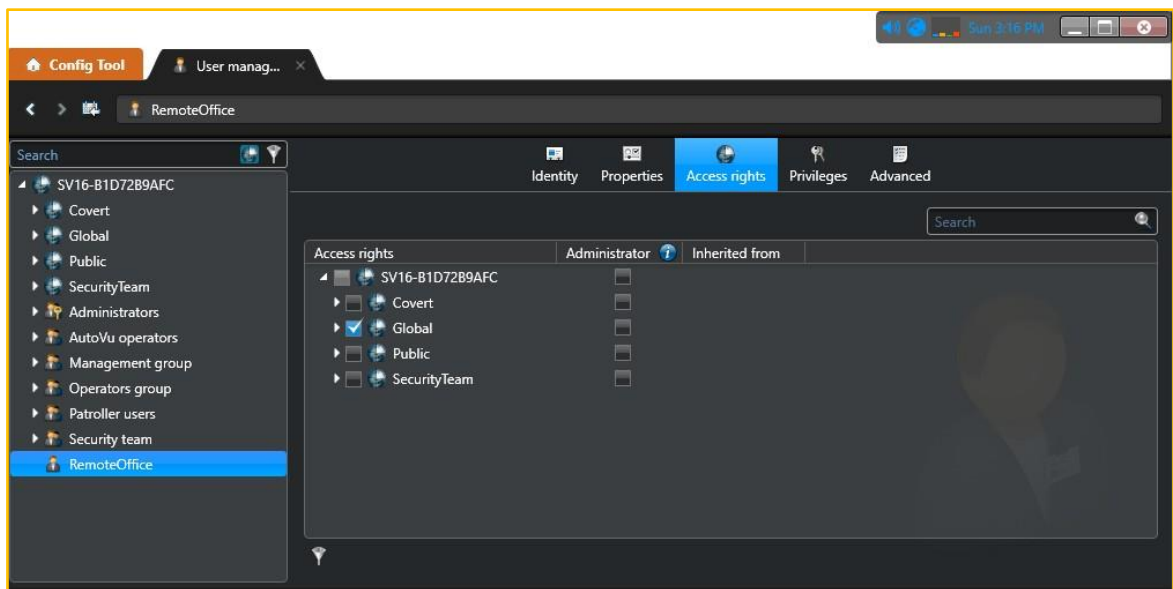 Sun 3:16 PM
Config Tool
User manag...
RemoteOffice
Search
SV16-B1D72B9AFC
Covert
Global
Public
SecurityTeam
Administrators
AutoVu operators
Management group
Operators group
Patroller users
Security team
RemoteOffice
Identity Properties Access rights Privileges Advanced
Search
Access rights Administrator Inherited from
SV16-B1D72B9AFC
Covert
Global
Public
SecurityTeam